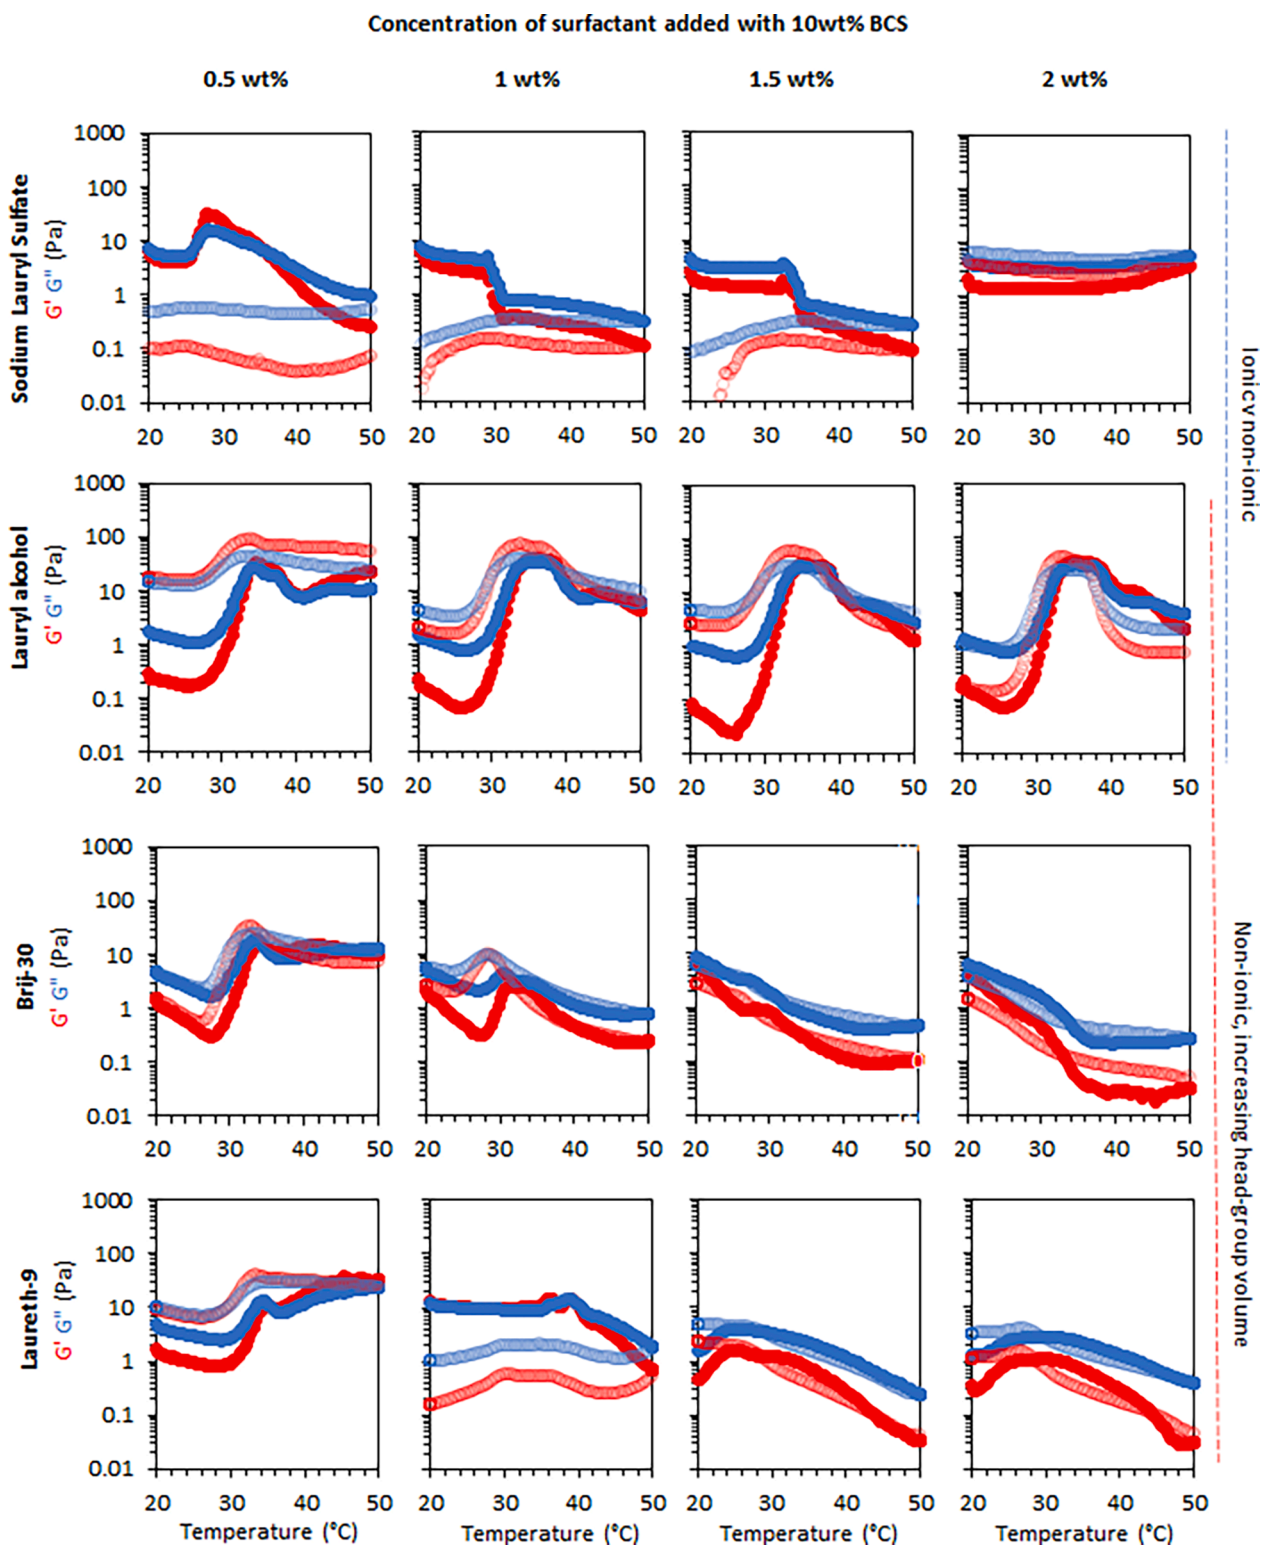 Concentration of surfactant added with 10wt% BCS
0.5 wt% 1 wt% 1.5 wt% 2 wt%
Sodium Lauryl Sulfate
G' G" (Pa)
1000
100
10
1
0.1
0.01
20 30 40 50 20 30 40 50 20 30 40 50 20 30 40 50
Lauryl alcohol
G' G" (Pa)
1000
100
10
1
0.1
0.01
20 30 40 50 20 30 40 50 20 30 40 50 20 30 40 50
Brij-30
G' G" (Pa)
1000
100
10
1
0.1
0.01
20 30 40 50 20 30 40 50 20 30 40 50 20 30 40 50
Laureth-9
G' G" (Pa)
1000
100
10
1
0.1
0.01
20 30 40 50 20 30 40 50 20 30 40 50 20 30 40 50
Temperature (°C) Temperature (°C) Temperature (°C) Temperature (°C)
Ionic v non-ionic
Non-ionic, increasing head-group volume